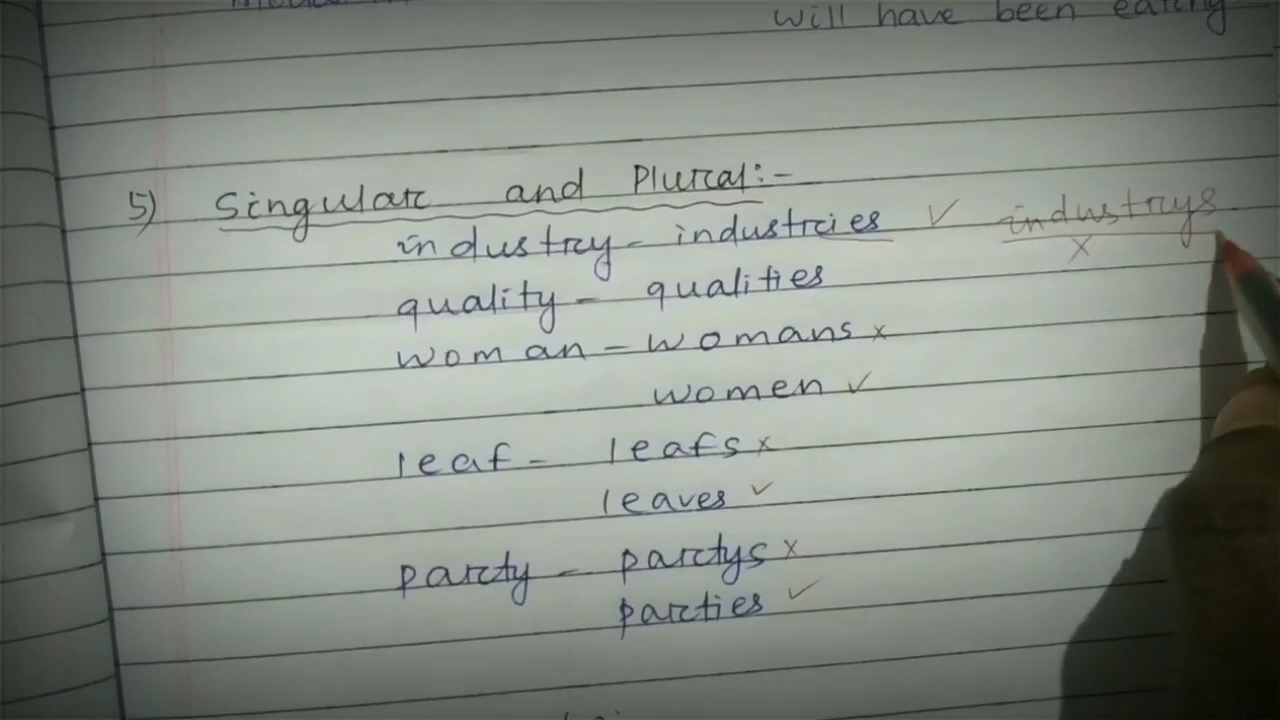 will have been eating
5) Singular and Plural:-
industry - industries ✓ industrys
x
quality - qualities
woman - womans x
women ✓
leaf - leafs x
leaves ✓
party - partys x
parties ✓